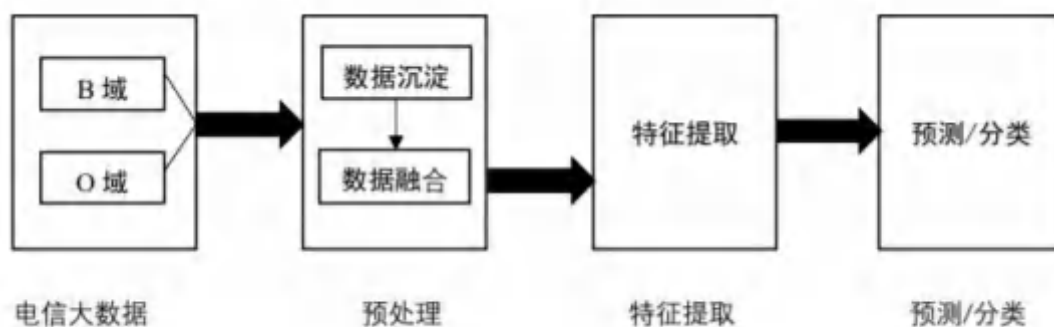 B 域
O 域
数据沉淀
数据融合
特征提取
预测/分类
电信大数据
预处理
特征提取
预测/分类